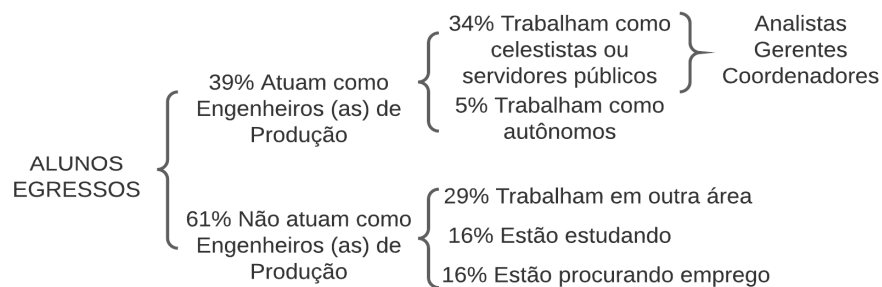 ALUNOS
EGRESSOS
39% Atuam como
Engenheiros (as) de
Produção
34% Trabalham como
celestistas ou
servidores públicos
5% Trabalham como
autônomos
Analistas
Gerentes
Coordenadores
61% Não atuam como
Engenheiros (as) de
Produção
29% Trabalham em outra área
16% Estão estudando
16% Estão procurando emprego